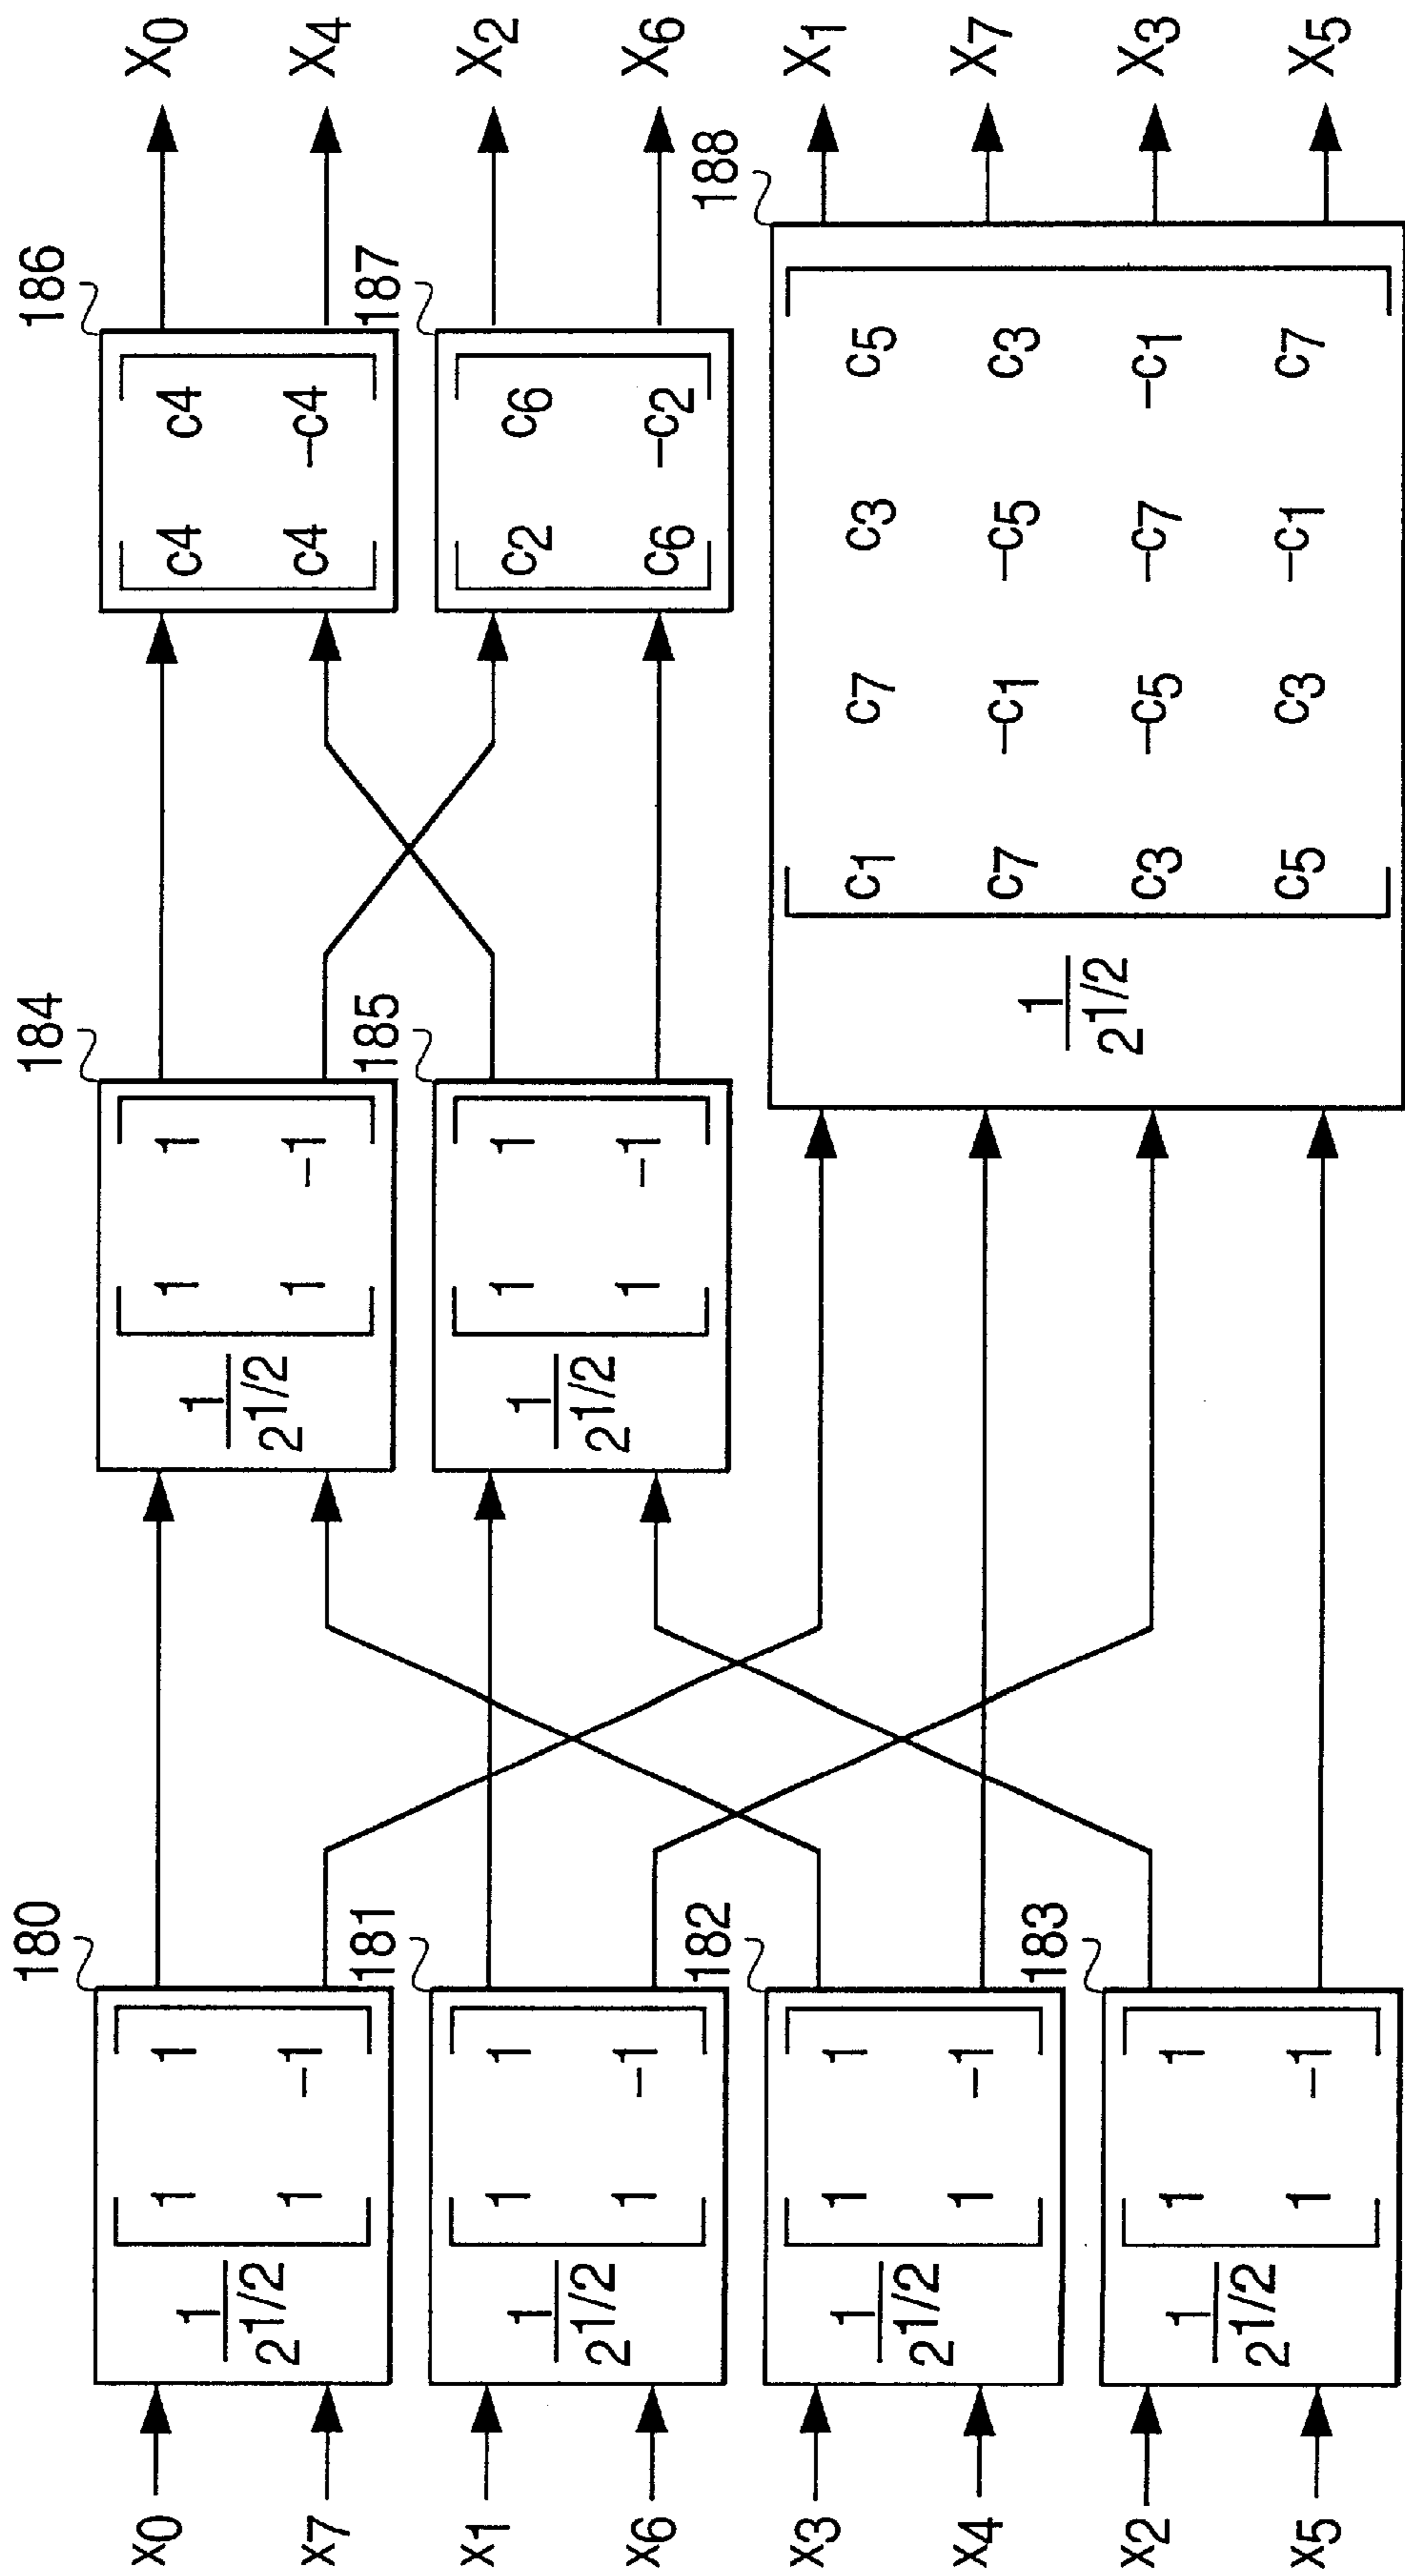 180
x0
x7
1/2^1/2 [1 1
1 -1]
181
x1
x6
1/2^1/2 [1 1
1 -1]
182
x3
x4
1/2^1/2 [1 1
1 -1]
183
x2
x5
1/2^1/2 [1 1
1 -1]
184
1/2^1/2 [1 1
1 -1]
185
1/2^1/2 [1 1
1 -1]
186
[c4 c4
c4 -c4]
X0
X4
187
[c2 c6
c6 -c2]
X2
X6
188
1/2^1/2 [c1 c7 c3 c5
c7 -c1 -c5 c3
c3 -c5 -c7 -c1
c5 c3 -c1 c7]
X1
X7
X3
X5